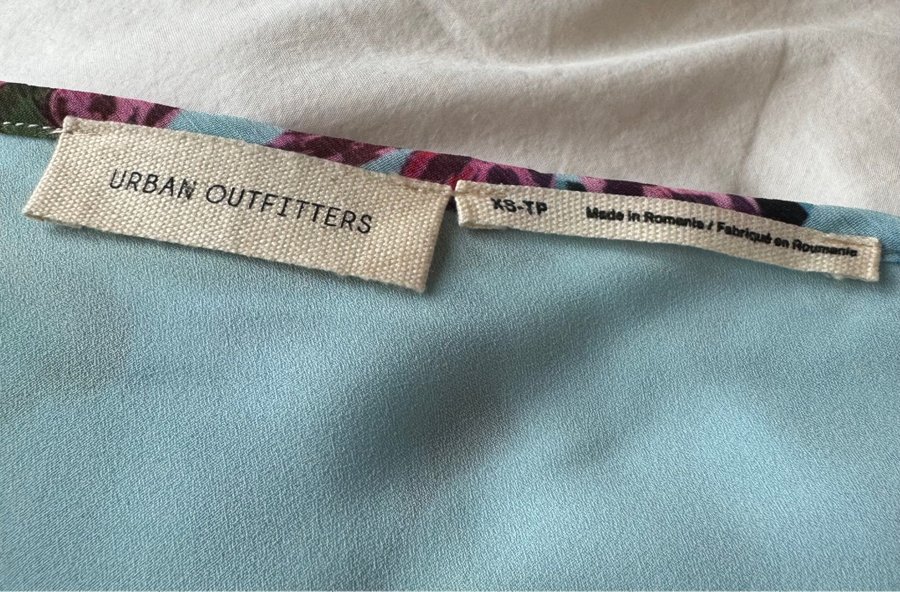 URBAN OUTFITTERS
XS-TP
Made in Romania / Fabriqué en Roumanie